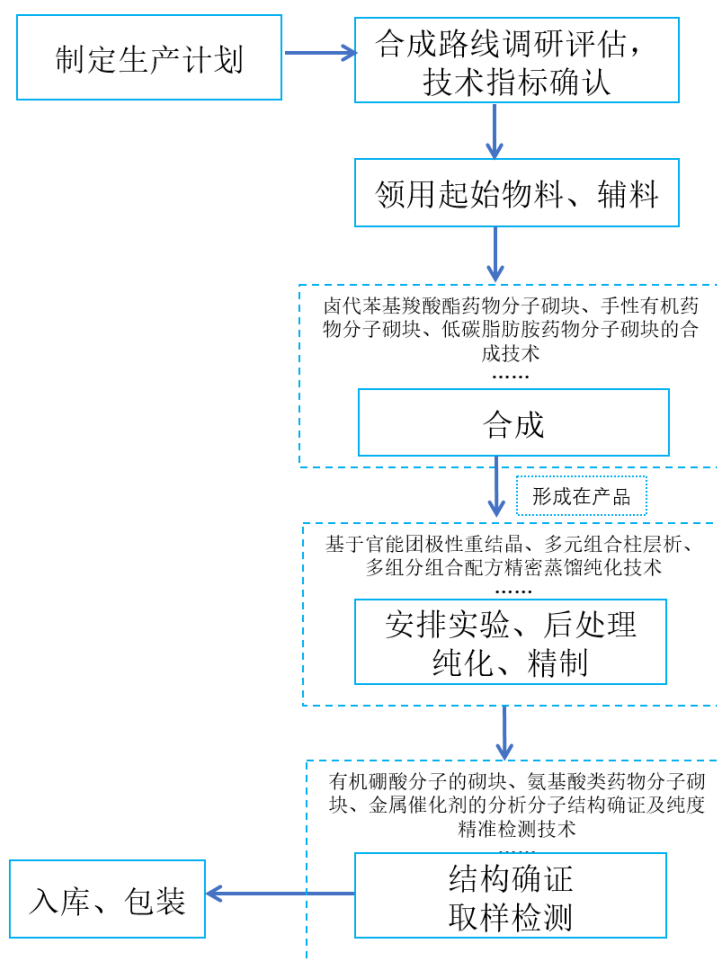 制定生产计划
合成路线调研评估，
技术指标确认
领用起始物料、辅料
卤代苯基羧酸酯药物分子砌块、手性有机药
物分子砌块、低碳脂肪胺药物分子砌块的合
成技术
……
合成
形成在产品
基于官能团极性重结晶、多元组合柱层析、
多组分组合配方精密蒸馏纯化技术
……
安排实验、后处理
纯化、精制
有机硼酸分子的砌块、氨基酸类药物分子砌
块、金属催化剂的分析分子结构确证及纯度
精准检测技术
……
结构确证
取样检测
入库、包装